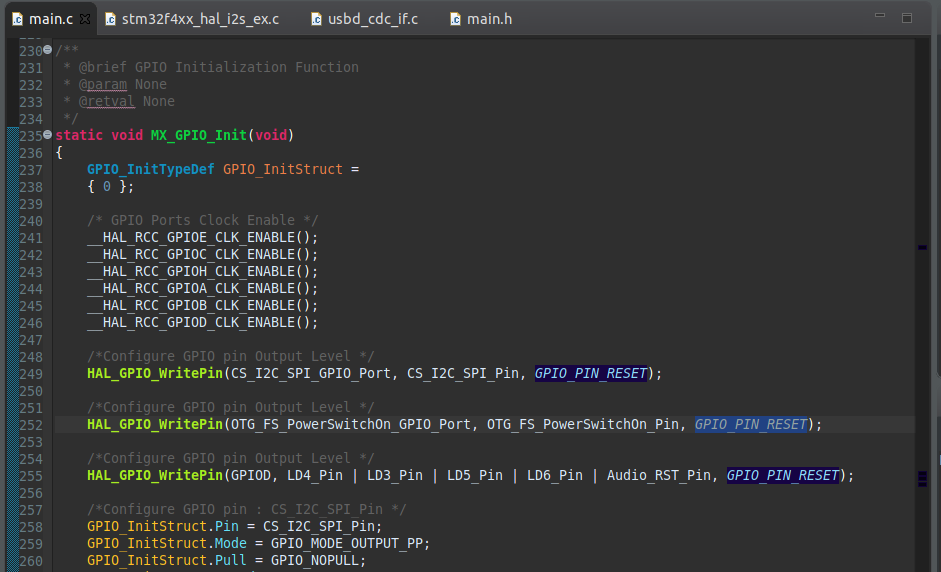 main.c stm32f4xx_hal_i2s_ex.c usbd_cdc_if.c main.h
230 /**
231 * @brief GPIO Initialization Function
232 * @param None
233 * @retval None
234 */
235 static void MX_GPIO_Init(void)
236 {
237 GPIO_InitTypeDef GPIO_InitStruct =
238 { 0 };
239
240 /* GPIO Ports Clock Enable */
241 __HAL_RCC_GPIOE_CLK_ENABLE();
242 __HAL_RCC_GPIOC_CLK_ENABLE();
243 __HAL_RCC_GPIOH_CLK_ENABLE();
244 __HAL_RCC_GPIOA_CLK_ENABLE();
245 __HAL_RCC_GPIOB_CLK_ENABLE();
246 __HAL_RCC_GPIOD_CLK_ENABLE();
247
248 /*Configure GPIO pin Output Level */
249 HAL_GPIO_WritePin(CS_I2C_SPI_GPIO_Port, CS_I2C_SPI_Pin, GPIO_PIN_RESET);
250
251 /*Configure GPIO pin Output Level */
252 HAL_GPIO_WritePin(OTG_FS_PowerSwitchOn_GPIO_Port, OTG_FS_PowerSwitchOn_Pin, GPIO_PIN_RESET);
253
254 /*Configure GPIO pin Output Level */
255 HAL_GPIO_WritePin(GPIOD, LD4_Pin | LD3_Pin | LD5_Pin | LD6_Pin | Audio_RST_Pin, GPIO_PIN_RESET);
256
257 /*Configure GPIO pin : CS_I2C_SPI_Pin */
258 GPIO_InitStruct.Pin = CS_I2C_SPI_Pin;
259 GPIO_InitStruct.Mode = GPIO_MODE_OUTPUT_PP;
260 GPIO_InitStruct.Pull = GPIO_NOPULL;